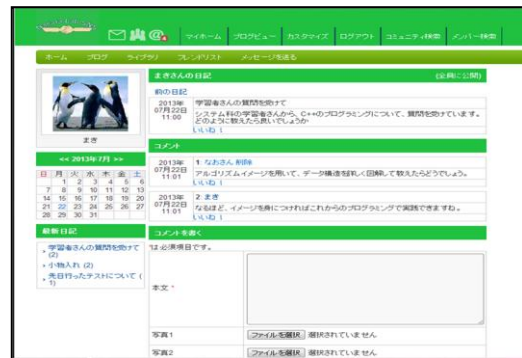 マイホーム ブログビュー カスタマイズ ログアウト コミュニティ検索 メンバー検索
ホーム ブログ ライブラリ フレンドリスト メッセージを送る
まき
<< 2013年7月 >>
日 月 火 水 木 金 土
1 2 3 4 5 6
7 8 9 10 11 12 13
14 15 16 17 18 19 20
21 22 23 24 25 26 27
28 29 30 31
最新日記
学習者さんの質問を受けて
(2)
小物入れ (2)
先日行ったテストについて (
1)
まきさんの日記 (全員に公開)
前の日記
2013年
07月22日
11:00
学習者さんの質問を受けて
システム科の学習者さんから、C++のプログラミングについて、質問を受けています。
どのように教えたら良いでしょうか
いいね !
コメント
2013年
07月22日
11:01
1 なおさん 削除
アルゴリズムイメージを用いて、データ構造を詳しく図解して教えたらどうでしょう。
いいね !
2013年
07月22日
11:01
2 まき
なるほど、イメージを身につければこれからのプログラミングで実践できますね。
いいね !
コメントを書く
*は必須項目です。
本文 *
写真1 ファイルを選択 選択されていません
写真2 ファイルを選択 選択されていません